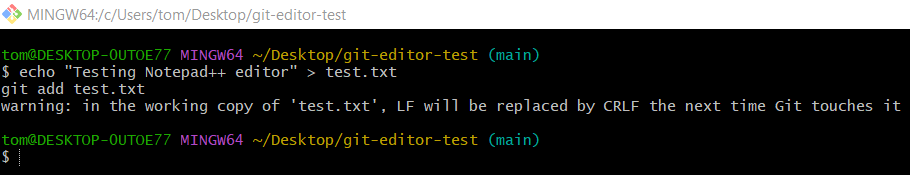 MINGW64:/c/Users/tom/Desktop/git-editor-test
tom@DESKTOP-OUTOE77 MINGW64 ~/Desktop/git-editor-test (main)
$ echo "Testing Notepad++ editor" > test.txt
git add test.txt
warning: in the working copy of 'test.txt', LF will be replaced by CRLF the next time Git touches it
tom@DESKTOP-OUTOE77 MINGW64 ~/Desktop/git-editor-test (main)
$